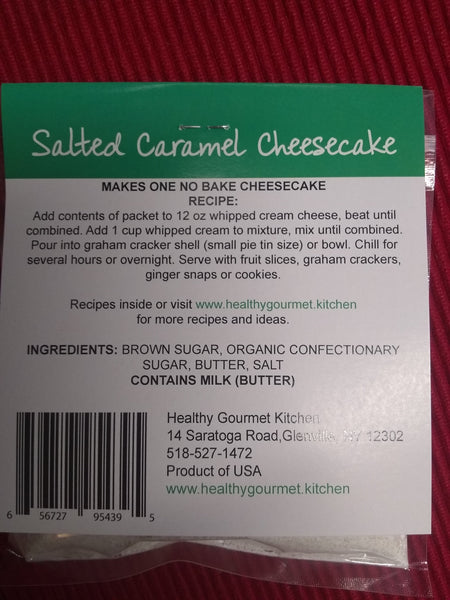 Salted Caramel Cheesecake
MAKES ONE NO BAKE CHEESECAKE
RECIPE:
Add contents of packet to 12 oz whipped cream cheese, beat until
combined. Add 1 cup whipped cream to mixture, mix until combined.
Pour into graham cracker shell (small pie tin size) or bowl. Chill for
several hours or overnight. Serve with fruit slices, graham crackers,
ginger snaps or cookies.
Recipes inside or visit www.healthygourmet.kitchen
for more recipes and ideas.
INGREDIENTS: BROWN SUGAR, ORGANIC CONFECTIONARY
SUGAR, BUTTER, SALT
CONTAINS MILK (BUTTER)
Healthy Gourmet Kitchen
14 Saratoga Road,Glenville, NY 12302
518-527-1472
Product of USA
www.healthygourmet.kitchen
6 56727 95439 5